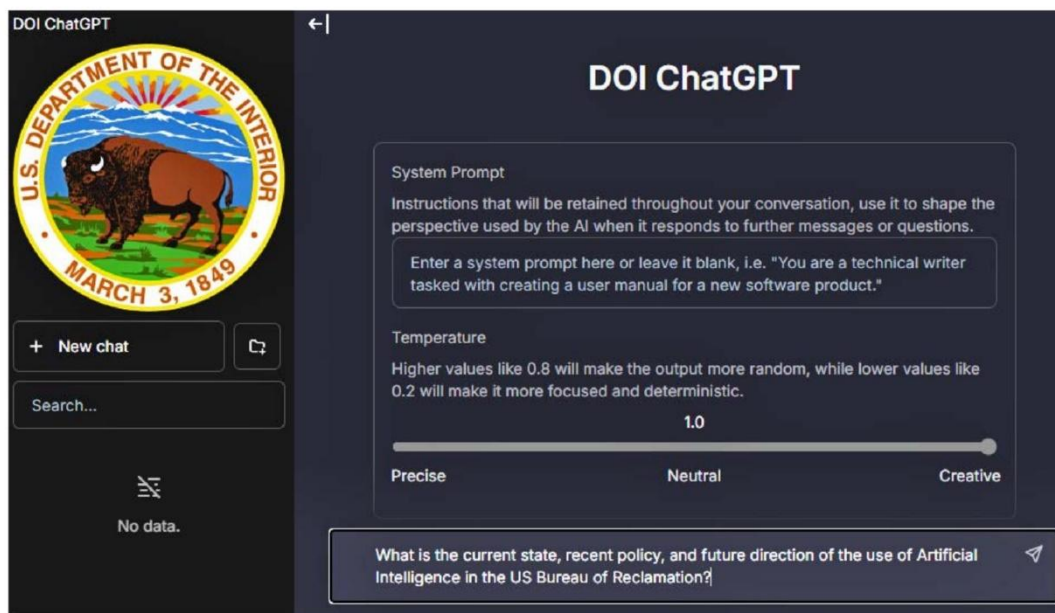 DOI ChatGPT
U.S. DEPARTMENT OF THE INTERIOR
MARCH 3, 1849
+ New chat
Search...
No data.
DOI ChatGPT
System Prompt
Instructions that will be retained throughout your conversation, use it to shape the
perspective used by the AI when it responds to further messages or questions.
Enter a system prompt here or leave it blank, i.e. "You are a technical writer
tasked with creating a user manual for a new software product."
Temperature
Higher values like 0.8 will make the output more random, while lower values like
0.2 will make it more focused and deterministic.
1.0
Precise Neutral Creative
What is the current state, recent policy, and future direction of the use of Artificial
Intelligence in the US Bureau of Reclamation?